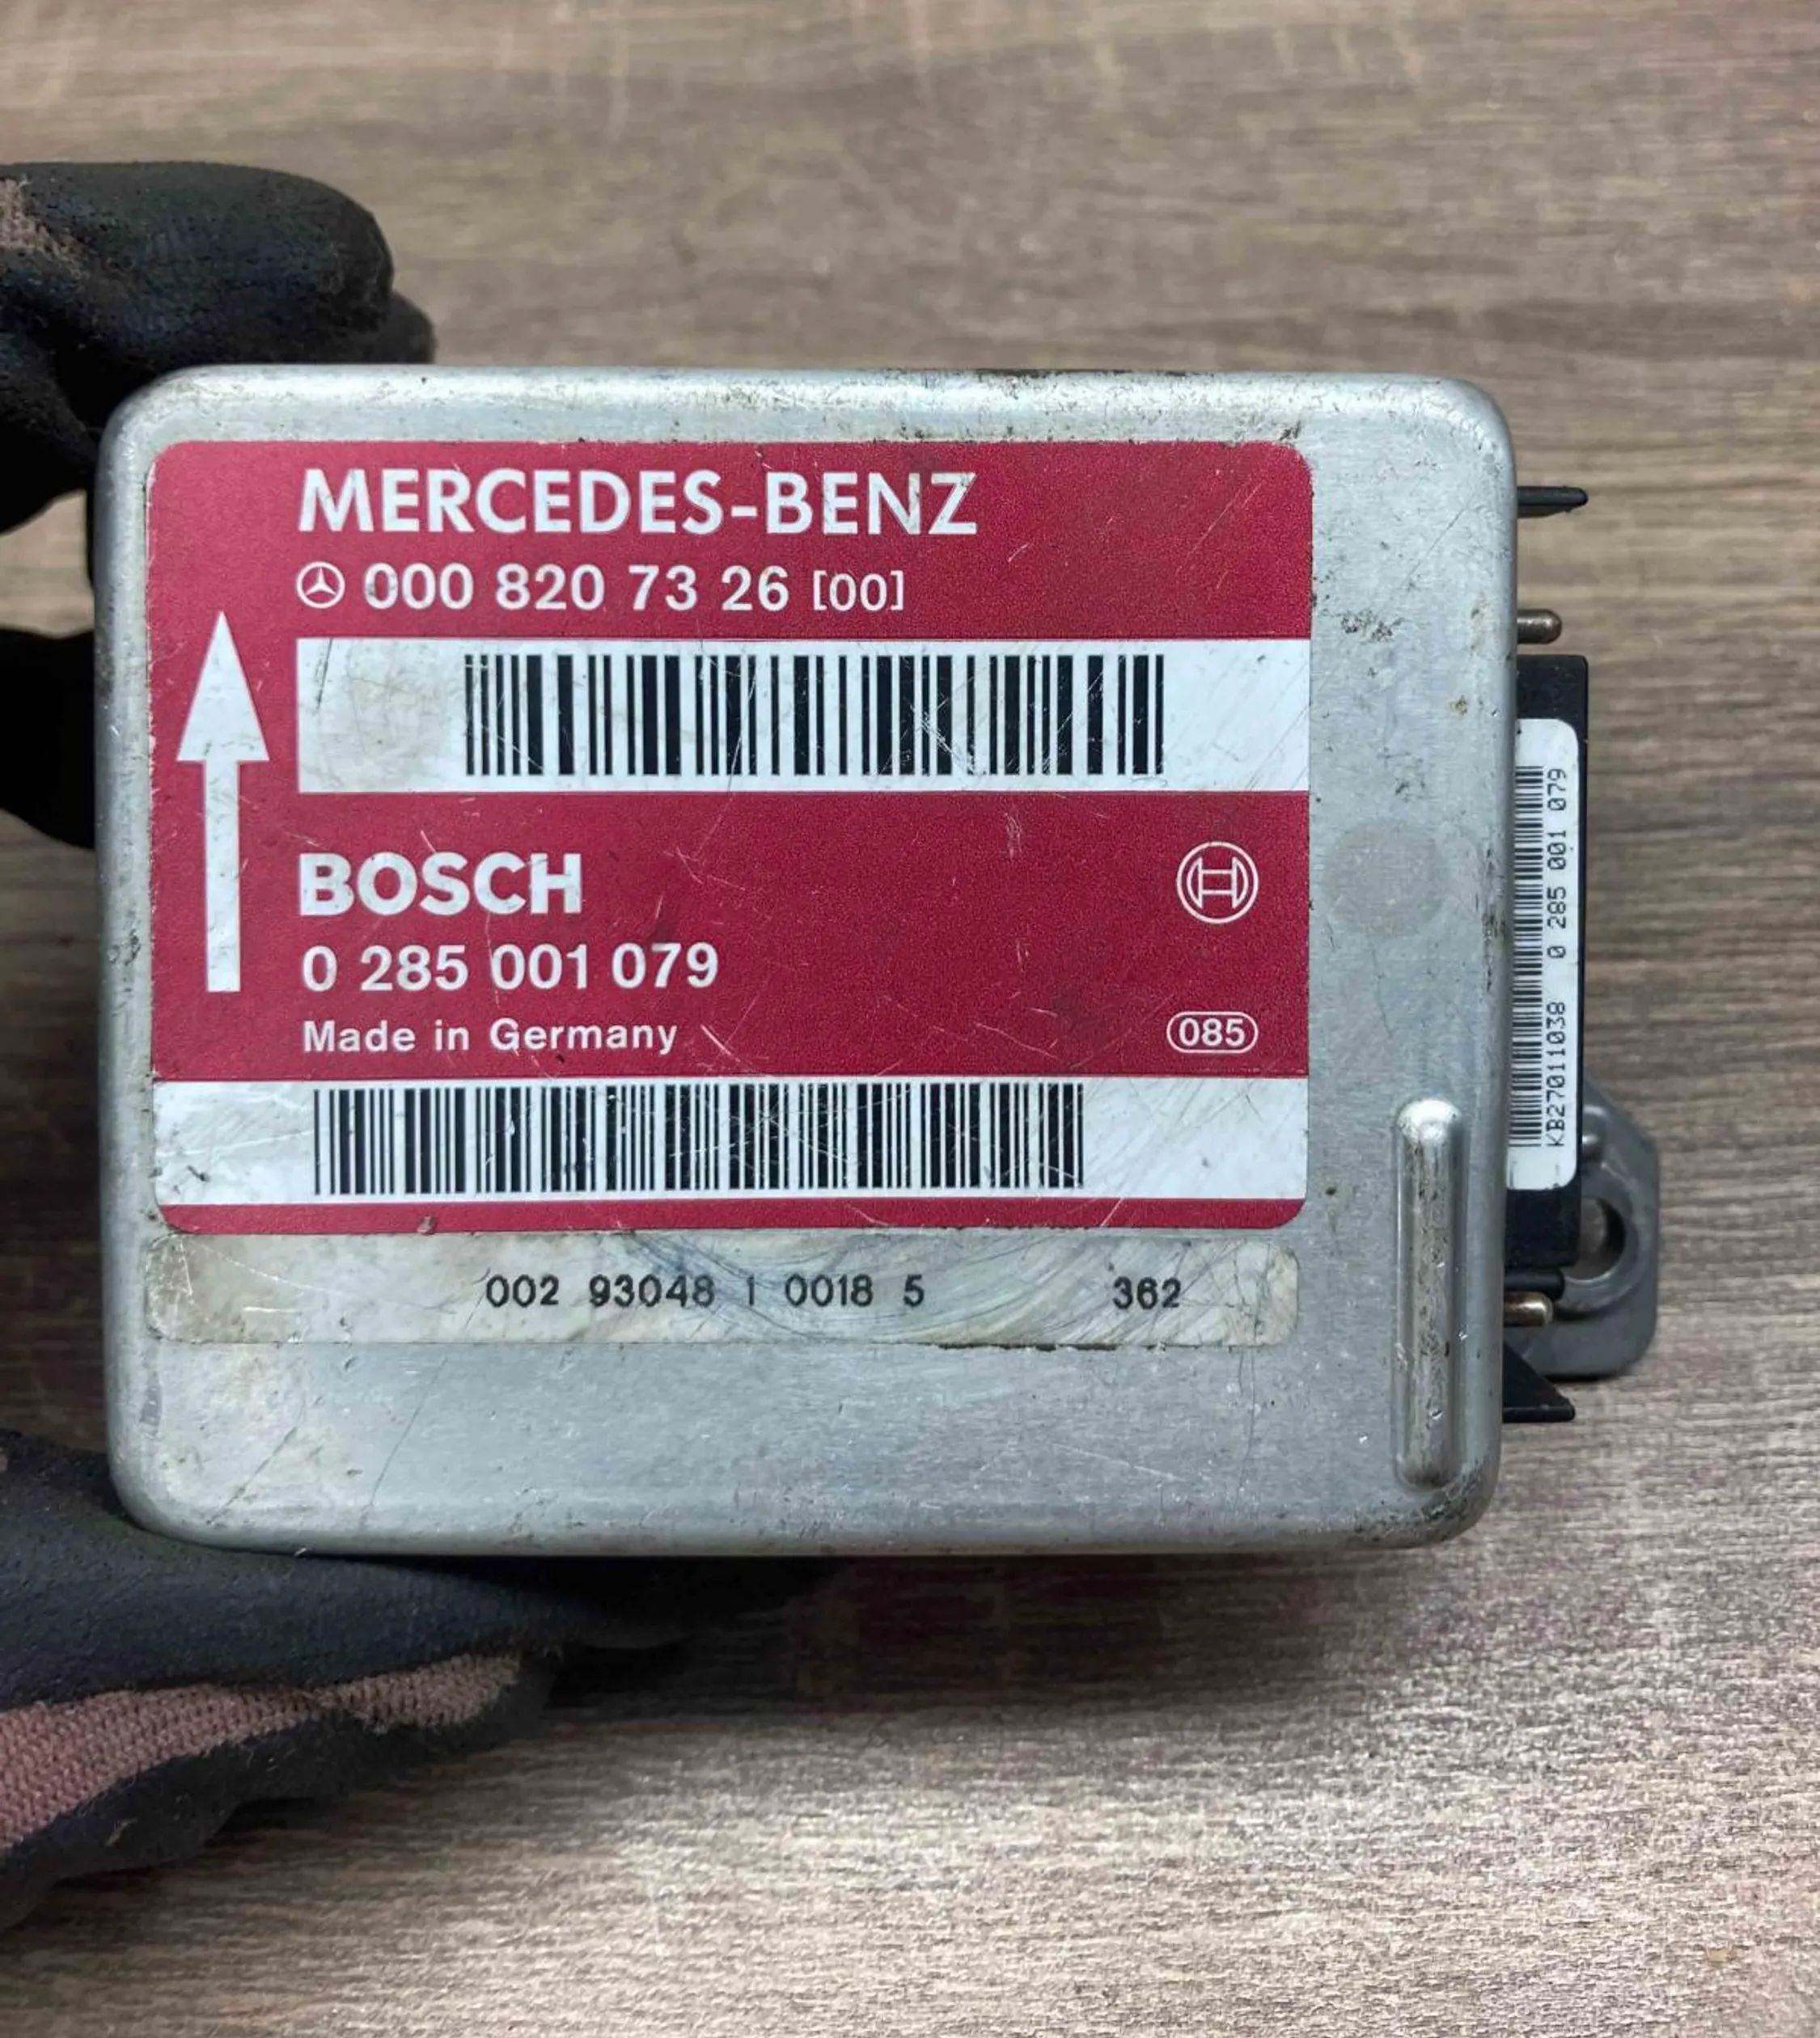 MERCEDES-BENZ
000 820 73 26 [00]
BOSCH
0 285 001 079
Made in Germany
085
002 93048 1 0018 5 362
KB27011038 0 285 001 079